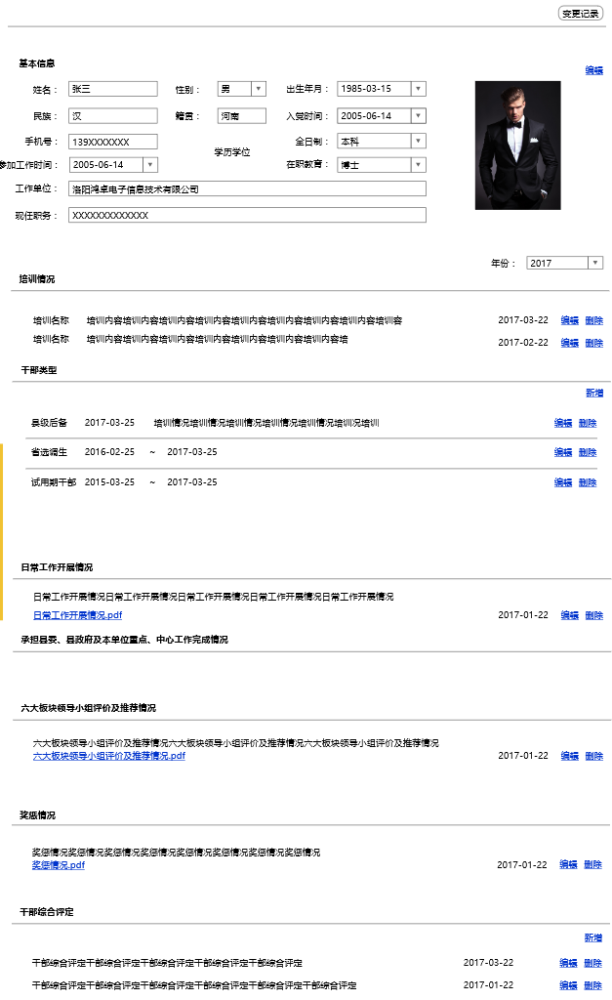 变更记录
基本信息
编辑
姓名： 张三 性别： 男 出生年月： 1985-03-15
民族： 汉 籍贯： 河南 入党时间： 2005-06-14
手机号： 139XXXXXXX 学历学位 全日制： 本科
参加工作时间： 2005-06-14 在职教育： 博士
工作单位： 洛阳鸿卓电子信息技术有限公司
现任职务： XXXXXXXXXXXXX
年份： 2017
培训情况
培训名称 培训内容培训内容培训内容培训内容培训内容培训内容培训内容培训内容培训容 2017-03-22 编辑 删除
培训名称 培训内容培训内容培训内容培训内容培训内容培训内容培训内容培 2017-02-22 编辑 删除
干部类型
新增
县级后备 2017-03-25 培训情况培训情况培训情况培训情况培训情况培训况培训 编辑 删除
省选调生 2016-02-25 ~ 2017-03-25 编辑 删除
试用期干部 2015-03-25 ~ 2017-03-25 编辑 删除
日常工作开展情况
日常工作开展情况日常工作开展情况日常工作开展情况日常工作开展情况日常工作开展情况
日常工作开展情况.pdf 2017-01-22 编辑 删除
承担县委、县政府及本单位重点、中心工作完成情况
六大板块领导小组评价及推荐情况
六大板块领导小组评价及推荐情况六大板块领导小组评价及推荐情况六大板块领导小组评价及推荐情况
六大板块领导小组评价及推荐情况.pdf 2017-01-22 编辑 删除
奖惩情况
奖惩情况奖惩情况奖惩情况奖惩情况奖惩情况奖惩情况奖惩情况奖惩情况
奖惩情况.pdf 2017-01-22 编辑 删除
干部综合评定
新增
干部综合评定干部综合评定干部综合评定干部综合评定干部综合评定 2017-03-22 编辑 删除
干部综合评定干部综合评定干部综合评定干部综合评定干部综合评定干部综合评定 2017-01-22 编辑 删除